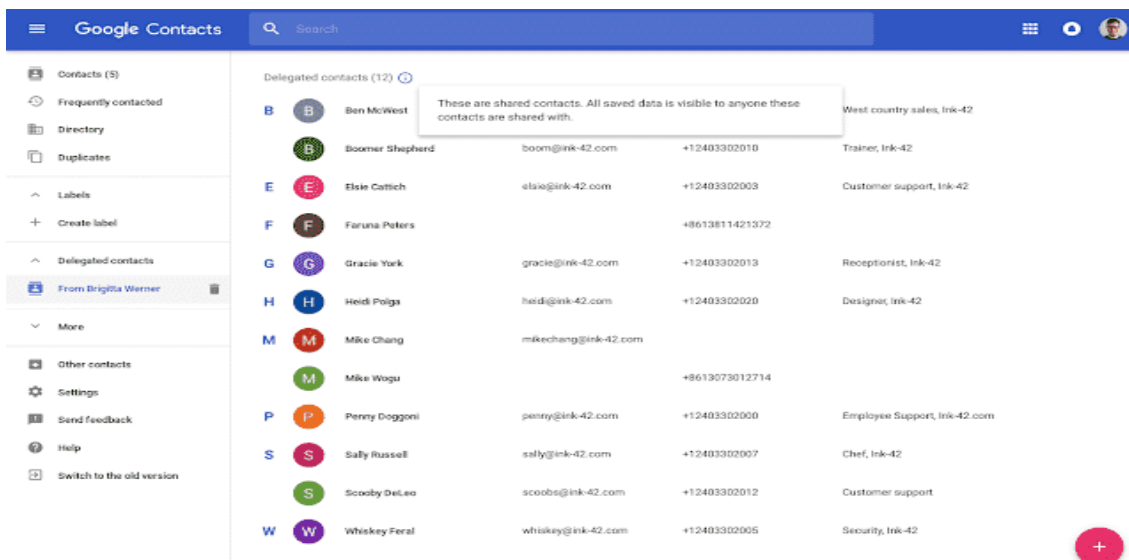 Google Contacts
Search
Contacts (5)
Frequently contacted
Directory
Duplicates
Labels
Create label
Delegated contacts
From Brigitta Werner
More
Other contacts
Settings
Send feedback
Help
Switch to the old version
Delegated contacts (12)
These are shared contacts. All saved data is visible to anyone these
contacts are shared with.
B B Ben McWest West country sales, Ink-42
B Boomer Shepherd boom@ink-42.com +12403302010 Trainer, Ink-42
E E Elsie Cattich elsie@ink-42.com +12403302003 Customer support, Ink-42
F F Faruna Peters +8613811421372
G G Gracie York gracie@ink-42.com +12403302013 Receptionist, Ink-42
H H Heidi Polga heidi@ink-42.com +12403302020 Designer, Ink-42
M M Mike Chang mikechang@ink-42.com
M Mike Wogu +8613073012714
P P Penny Doggoni penny@ink-42.com +12403302000 Employee Support, Ink-42.com
S S Sally Russell sally@ink-42.com +12403302007 Chef, Ink-42
S Scooby DeLeo scoobs@ink-42.com +12403302012 Customer support
W W Whiskey Feral whiskey@ink-42.com +12403302005 Security, Ink-42
+